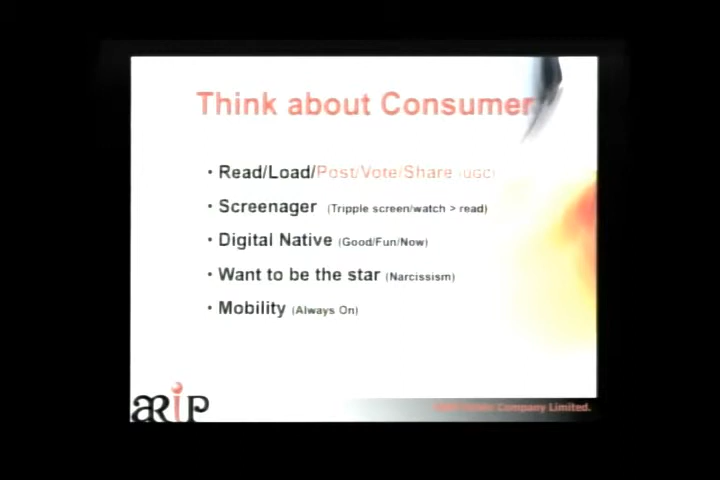 Think about Consumer
• Read/Load/Post/Vote/Share (UGC)
• Screenager (Tripple screen/watch > read)
• Digital Native (Good/Fun/Now)
• Want to be the star (Narcissism)
• Mobility (Always On)
ARiP
Company Limited.